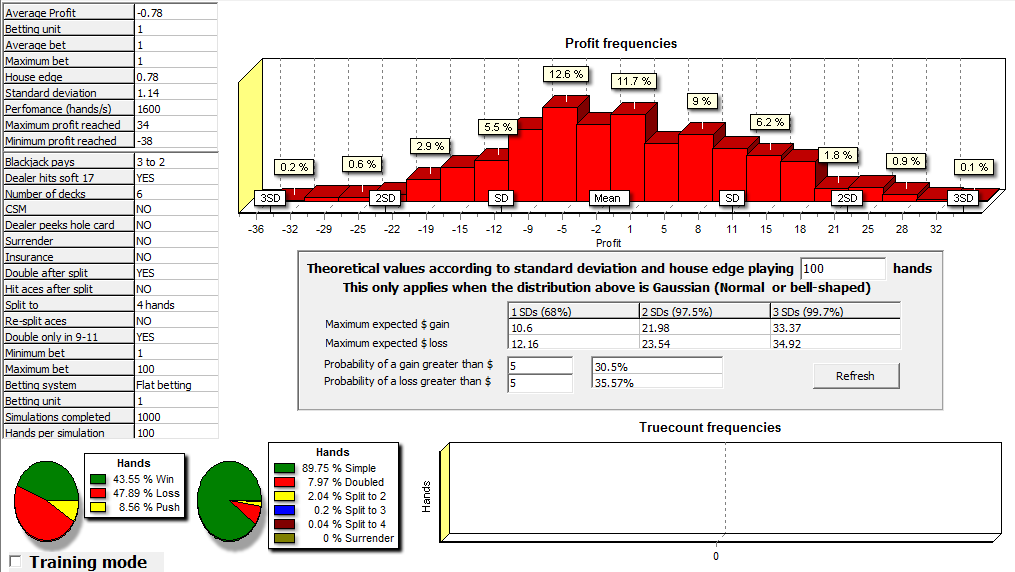 Average Profit -0.78
Betting unit 1
Average bet 1
Maximum bet 1
House edge 0.78
Standard deviation 1.14
Perfomance (hands/s) 1600
Maximum profit reached 34
Minimum profit reached -38
Blackjack pays 3 to 2
Dealer hits soft 17 YES
Number of decks 6
CSM NO
Dealer peeks hole card NO
Surrender NO
Insurance NO
Double after split YES
Hit aces after split NO
Split to 4 hands
Re-split aces NO
Double only in 9-11 YES
Minimum bet 1
Maximum bet 100
Betting system Flat betting
Betting unit 1
Simulations completed 1000
Hands per simulation 100
Profit frequencies
0.2 % 0.6 % 2.9 % 5.5 % 12.6 % 11.7 % 9 % 6.2 % 1.8 % 0.9 % 0.1 %
3SD 2SD SD Mean SD 2SD 3SD
-36 -32 -28 -25 -22 -19 -15 -12 -9 -5 -2 1 5 8 11 15 18 22 25 28 32
Profit
Theoretical values according to standard deviation and house edge playing 100 hands
This only applies when the distribution above is Gaussian (Normal or bell-shaped)
1 SDs (68%) 2 SDs (97.5%) 3 SDs (99.7%)
Maximum expected $ gain 10.6 21.98 33.37
Maximum expected $ loss 12.16 23.54 34.92
Probability of a gain greater than $ 5 30.5%
Probability of a loss greater than $ 5 35.57%
Refresh
Truecount frequencies
Hands
0
Hands
43.55 % Win
47.89 % Loss
8.56 % Push
Hands
89.75 % Simple
7.97 % Doubled
2.04 % Split to 2
0.2 % Split to 3
0.04 % Split to 4
0 % Surrender
Training mode